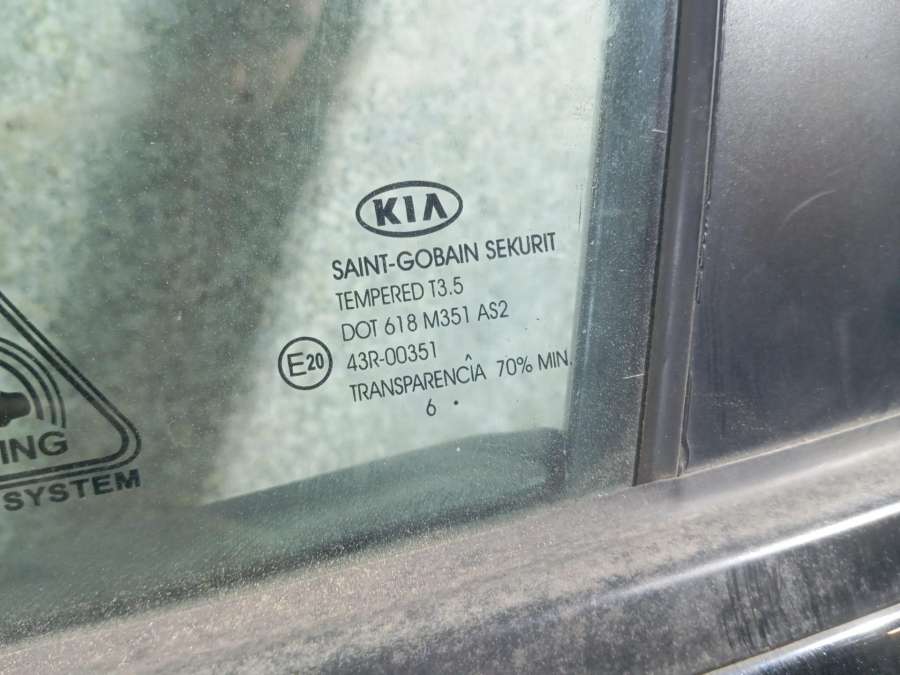 KIA
SAINT-GOBAIN SEKURIT
TEMPERED T3.5
DOT 618 M351 AS2
E20 43R-00351
TRANSPARENCÎA 70% MIN.
6 .
ING
SYSTEM